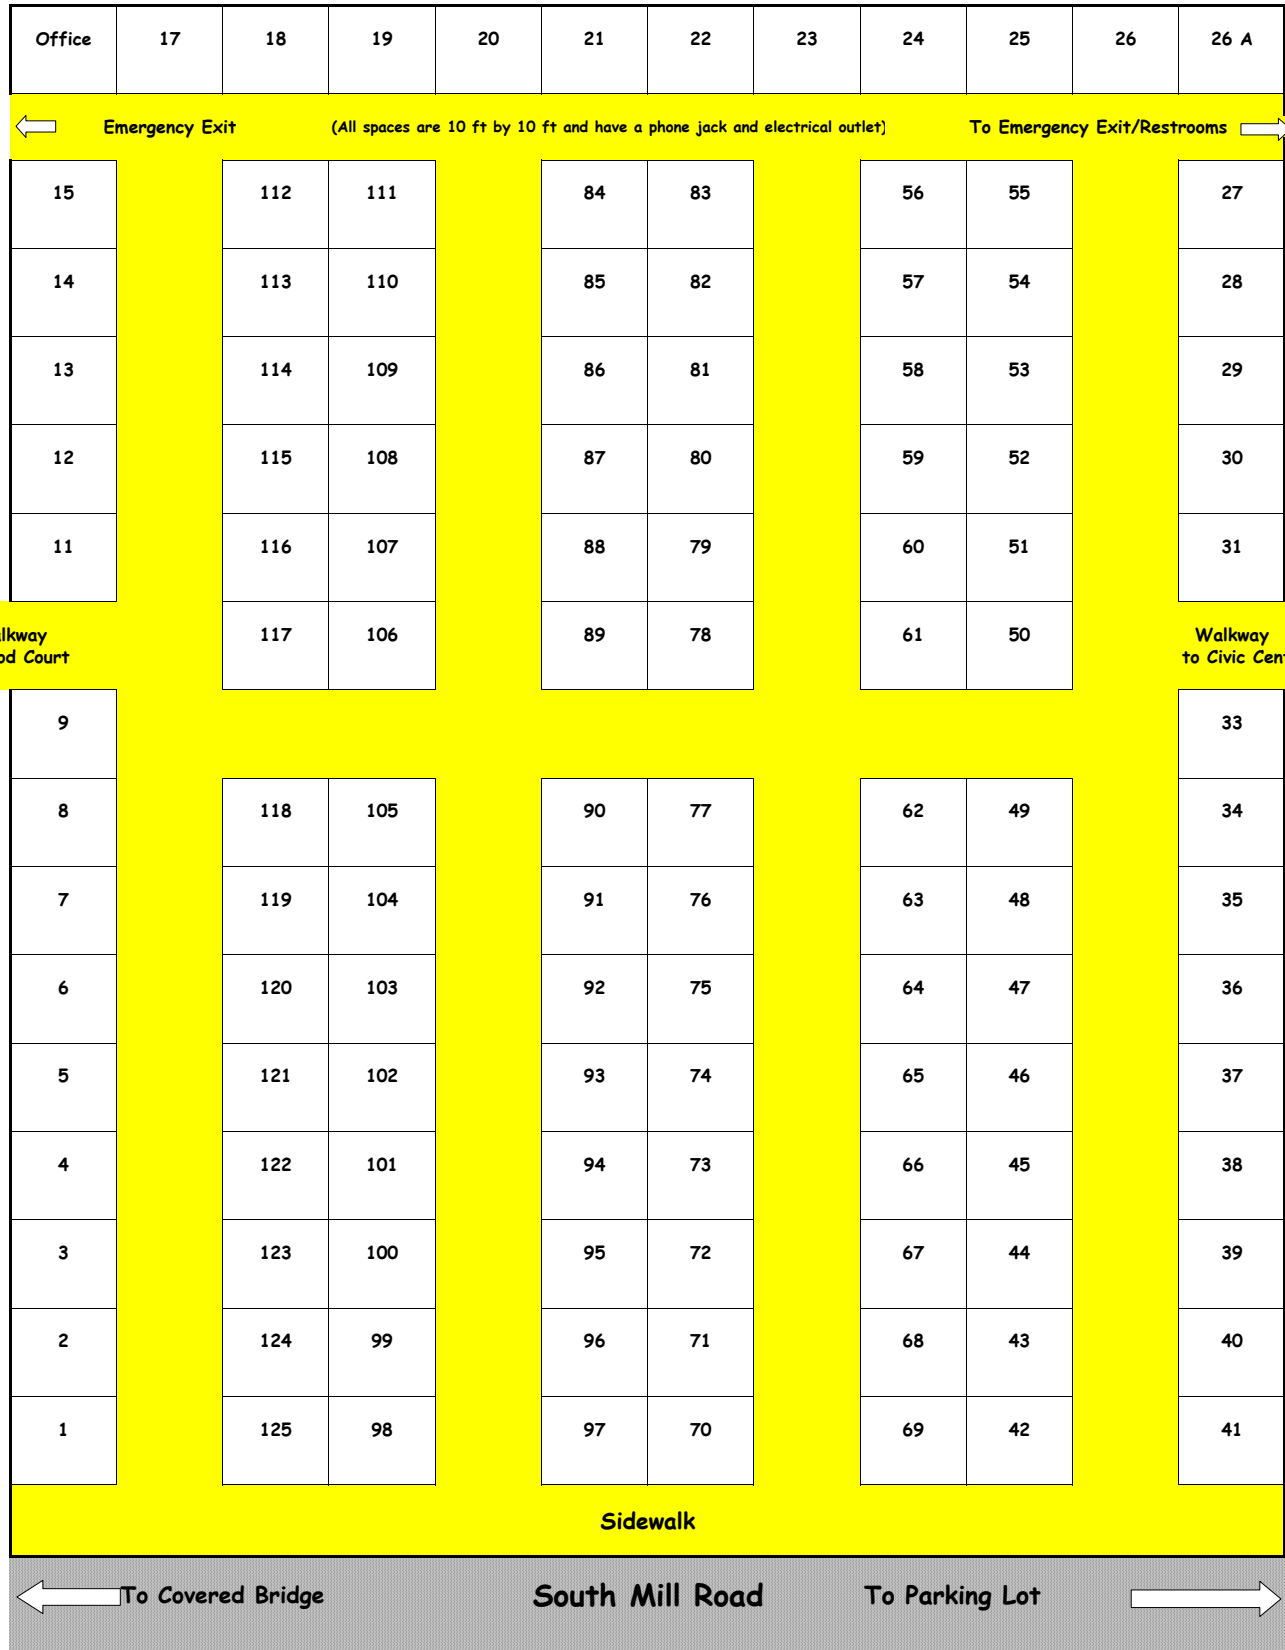 Office 17 18 19 20 21 22 23 24 25 26 26 A
Emergency Exit (All spaces are 10 ft by 10 ft and have a phone jack and electrical outlet) To Emergency Exit/Restrooms
15 112 111 84 83 56 55 27
14 113 110 85 82 57 54 28
13 114 109 86 81 58 53 29
12 115 108 87 80 59 52 30
11 116 107 88 79 60 51 31
117 106 89 78 61 50 Walkway
Court to Civic
9 33
8 118 105 90 77 62 49 34
7 119 104 91 76 63 48 35
6 120 103 92 75 64 47 36
5 121 102 93 74 65 46 37
4 122 101 94 73 66 45 38
3 123 100 95 72 67 44 39
2 124 99 96 71 68 43 40
1 125 98 97 70 69 42 41
Sidewalk
To Covered Bridge South Mill Road To Parking Lot